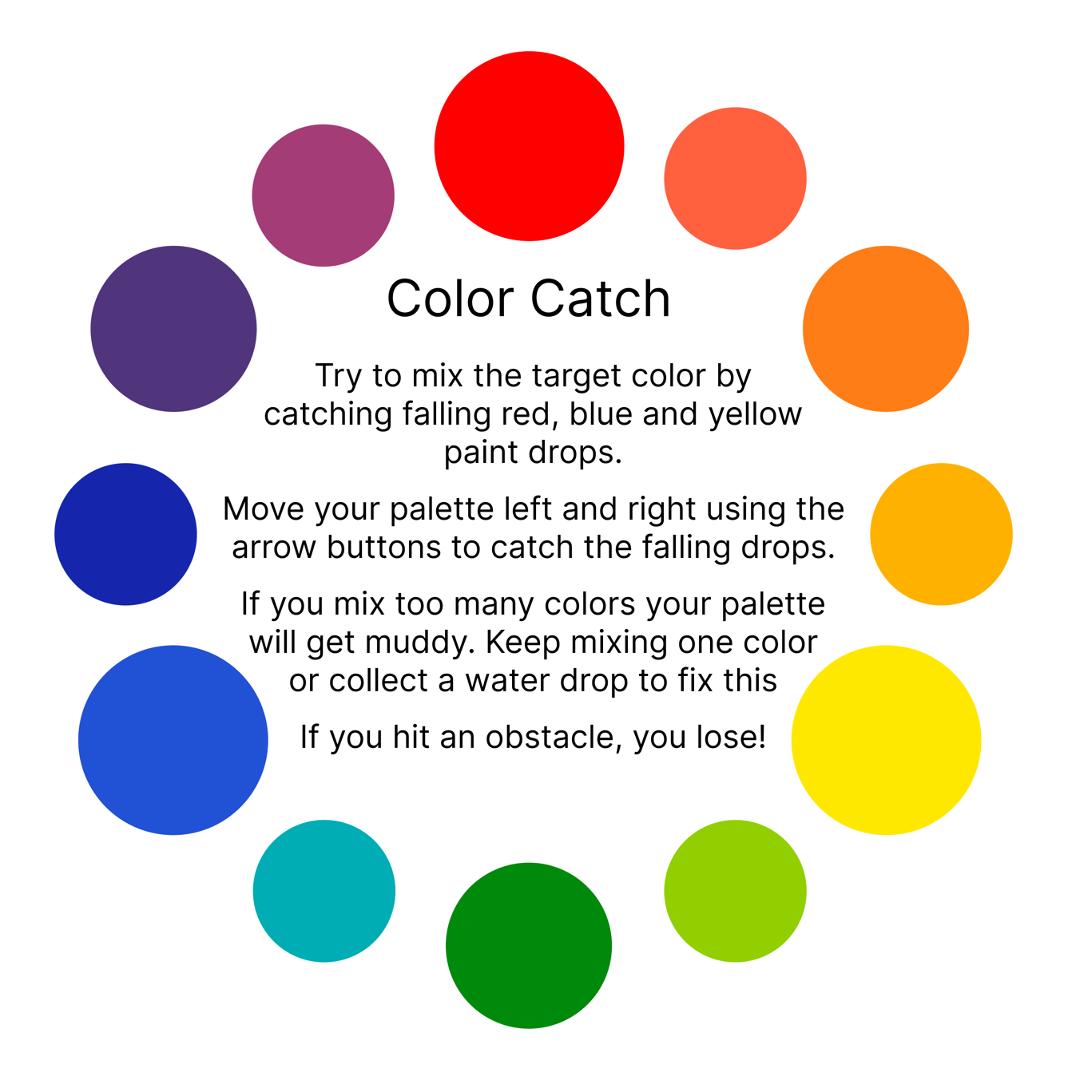 Color Catch
Try to mix the target color by
catching falling red, blue and yellow
paint drops.
Move your palette left and right using the
arrow buttons to catch the falling drops.
If you mix too many colors your palette
will get muddy. Keep mixing one color
or collect a water drop to fix this
If you hit an obstacle, you lose!